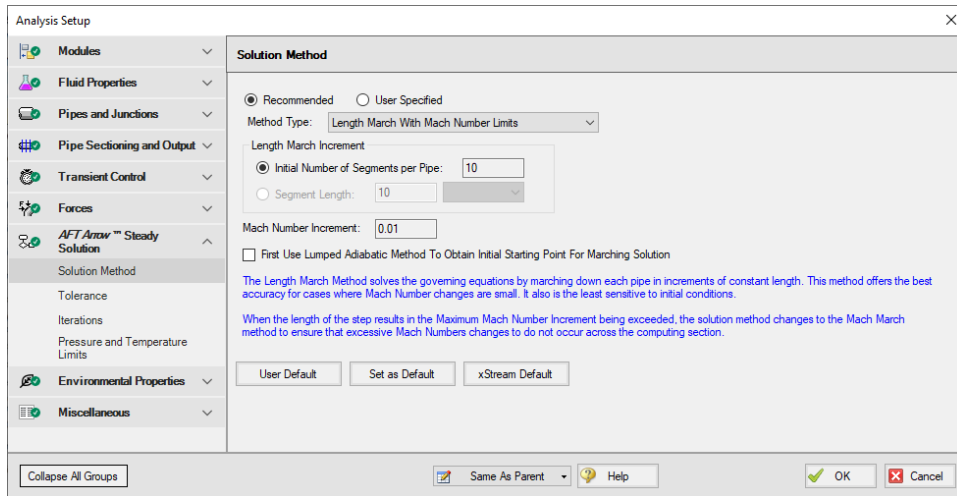 Analysis Setup
Modules
Fluid Properties
Pipes and Junctions
Pipe Sectioning and Output
Transient Control
Forces
AFT Arrow ™ Steady
Solution
Solution Method
Tolerance
Iterations
Pressure and Temperature
Limits
Environmental Properties
Miscellaneous
Solution Method
Recommended User Specified
Method Type: Length March With Mach Number Limits
Length March Increment
Initial Number of Segments per Pipe: 10
Segment Length: 10
Mach Number Increment: 0.01
First Use Lumped Adiabatic Method To Obtain Initial Starting Point For Marching Solution
The Length March Method solves the governing equations by marching down each pipe in increments of constant length. This method offers the best
accuracy for cases where Mach Number changes are small. It also is the least sensitive to initial conditions.
When the length of the step results in the Maximum Mach Number Increment being exceeded, the solution method changes to the Mach March
method to ensure that excessive Mach Numbers changes to do not occur across the computing section.
User Default Set as Default xStream Default
Collapse All Groups Same As Parent Help OK Cancel